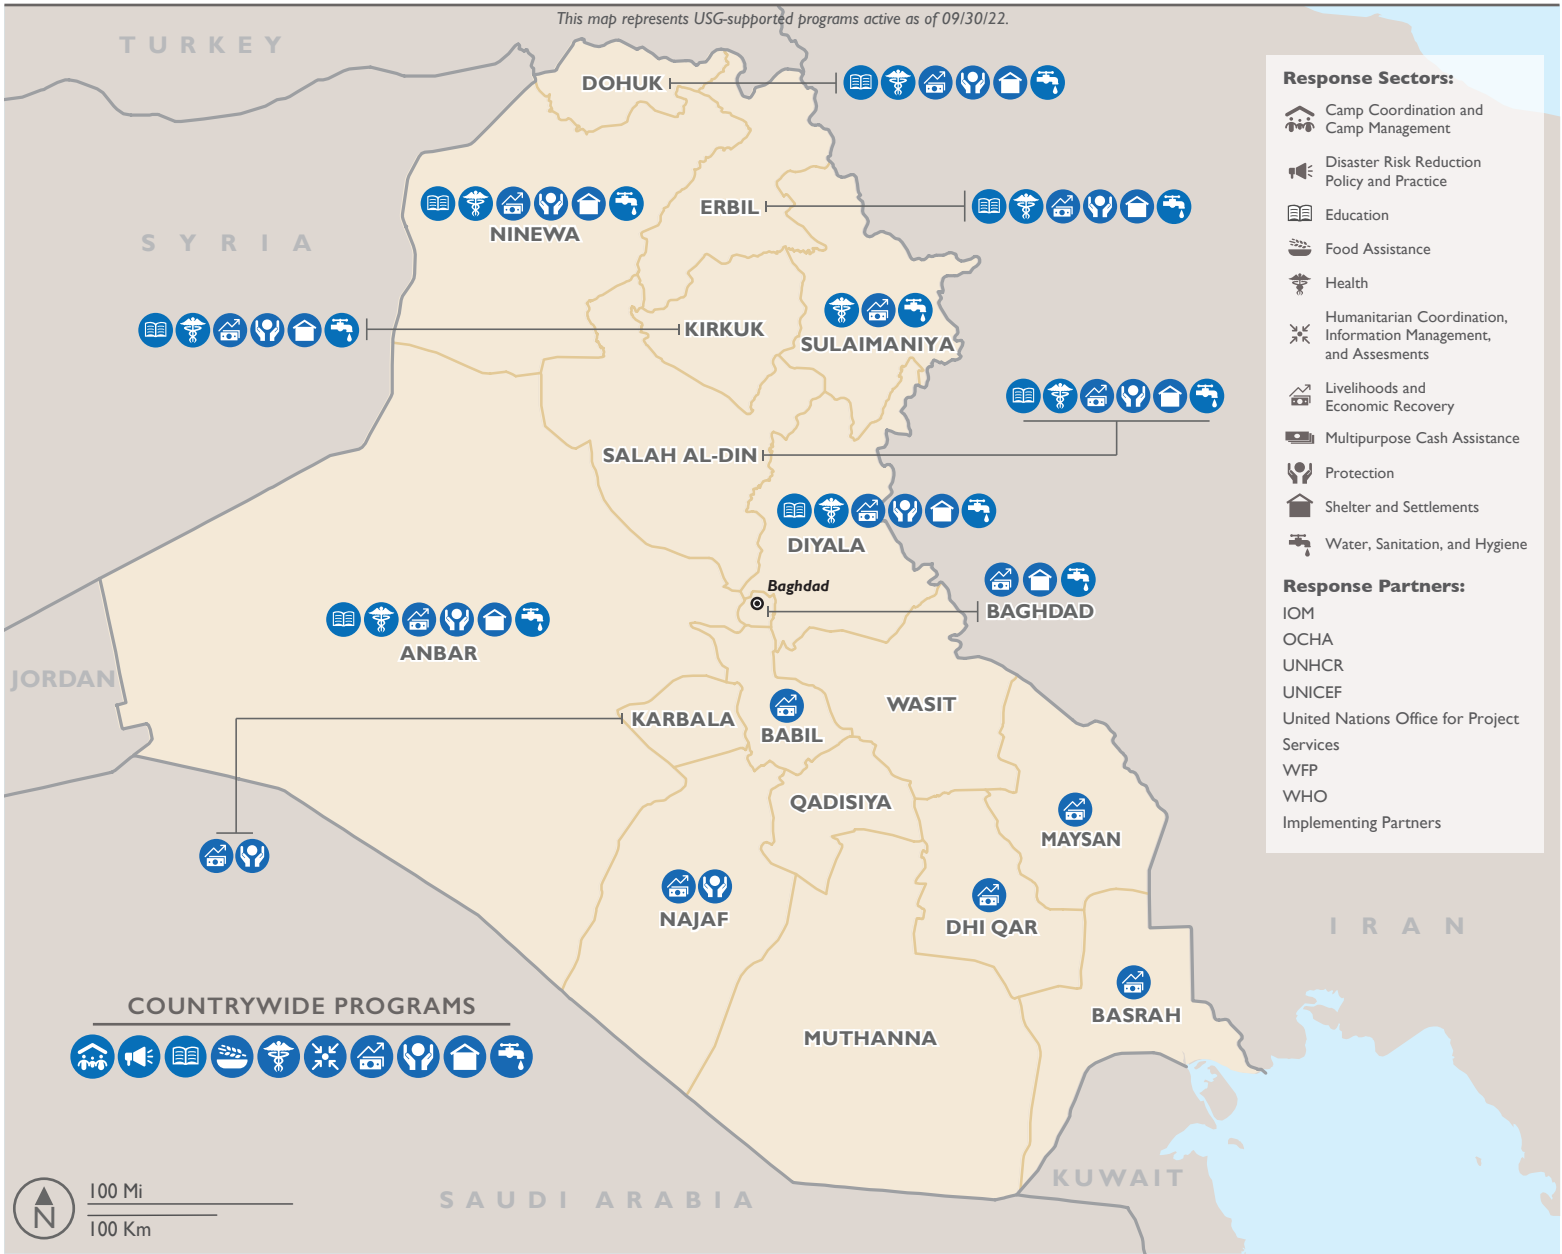 This map represents USG-supported programs active as of 09/30/22.
TURKEY
DOHUK
SYRIA
NINEWA
ERBIL
KIRKUK
SULAIMANIYA
SALAH AL-DIN
DIYALA
Baghdad
BAGHDAD
ANBAR
JORDAN
KARBALA
BABIL
WASIT
QADISIYA
MAYSAN
NAJAF
DHI QAR
BASRAH
MUTHANNA
IRAN
KUWAIT
SAUDI ARABIA
COUNTRYWIDE PROGRAMS
N
100 Mi
100 Km
Response Sectors:
Camp Coordination and
Camp Management
Disaster Risk Reduction
Policy and Practice
Education
Food Assistance
Health
Humanitarian Coordination,
Information Management,
and Assesments
Livelihoods and
Economic Recovery
Multipurpose Cash Assistance
Protection
Shelter and Settlements
Water, Sanitation, and Hygiene
Response Partners:
IOM
OCHA
UNHCR
UNICEF
United Nations Office for Project
Services
WFP
WHO
Implementing Partners